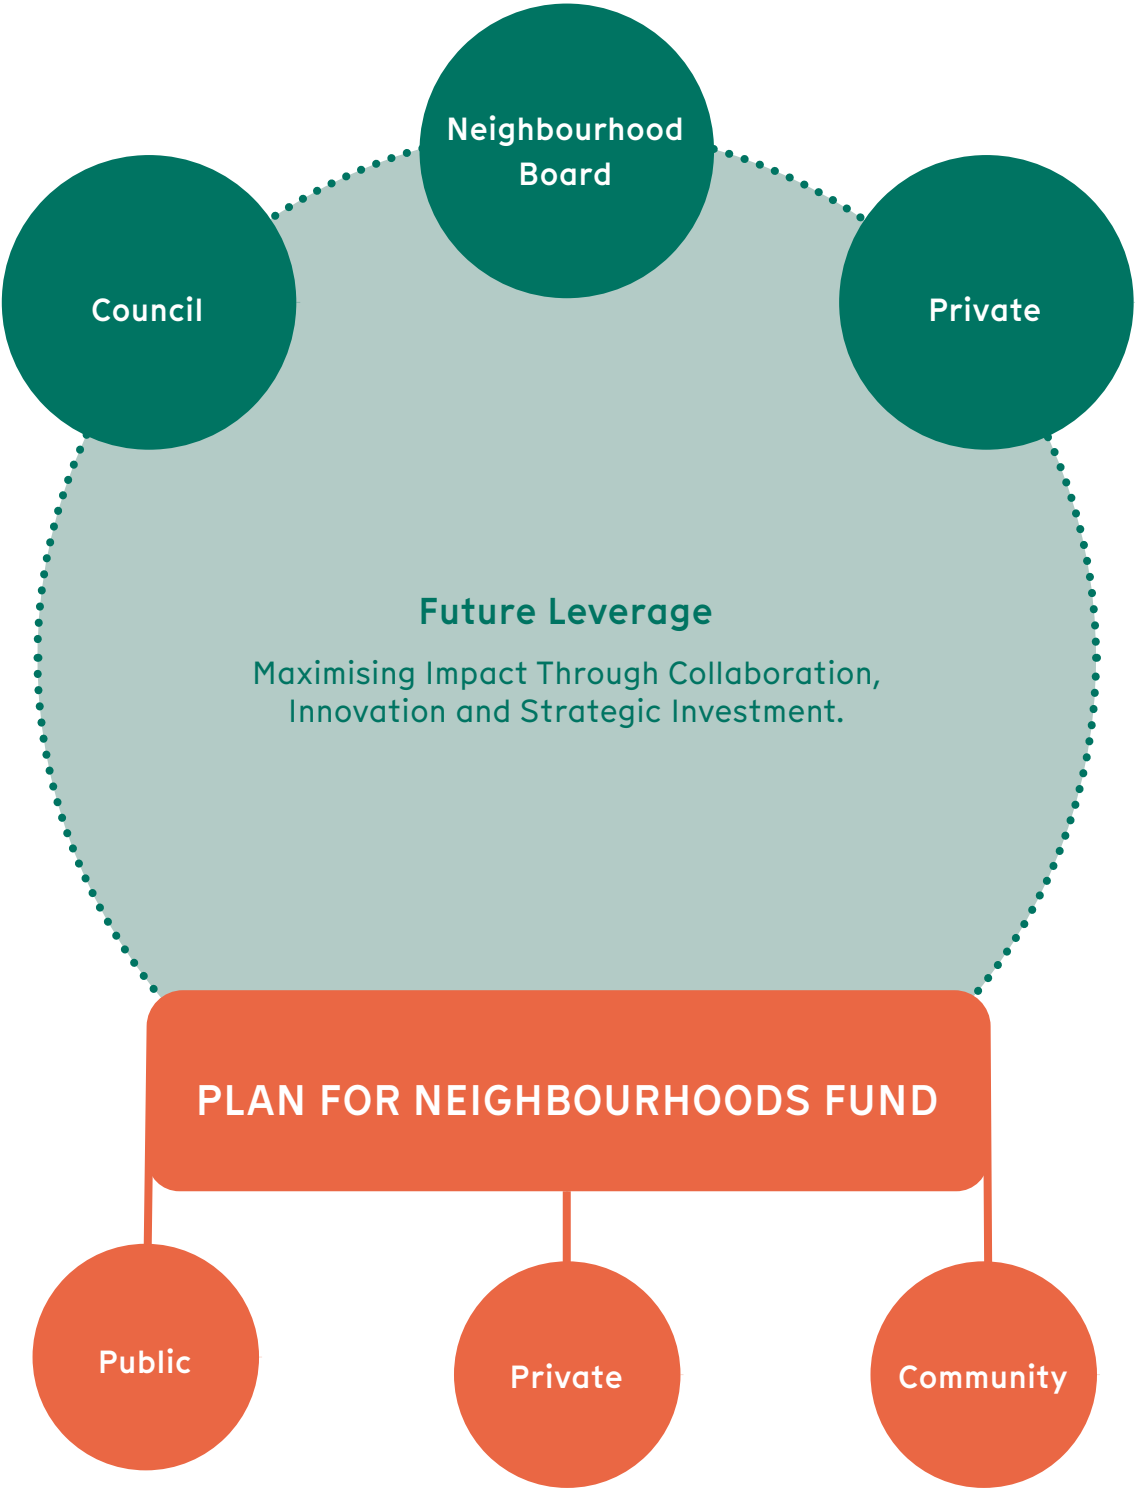 Neighbourhood
Board
Council
Private
Future Leverage
Maximising Impact Through Collaboration,
Innovation and Strategic Investment.
PLAN FOR NEIGHBOURHOODS FUND
Public
Private
Community